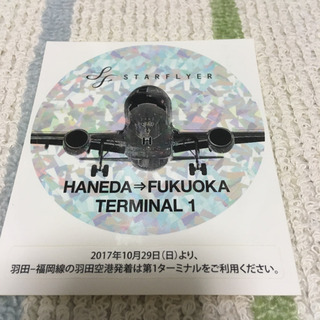 STARFLYER
HANEDA⇒FUKUOKA
TERMINAL 1
2017年10月29日(日)より、
羽田-福岡線の羽田空港発着は第1ターミナルをご利用ください。